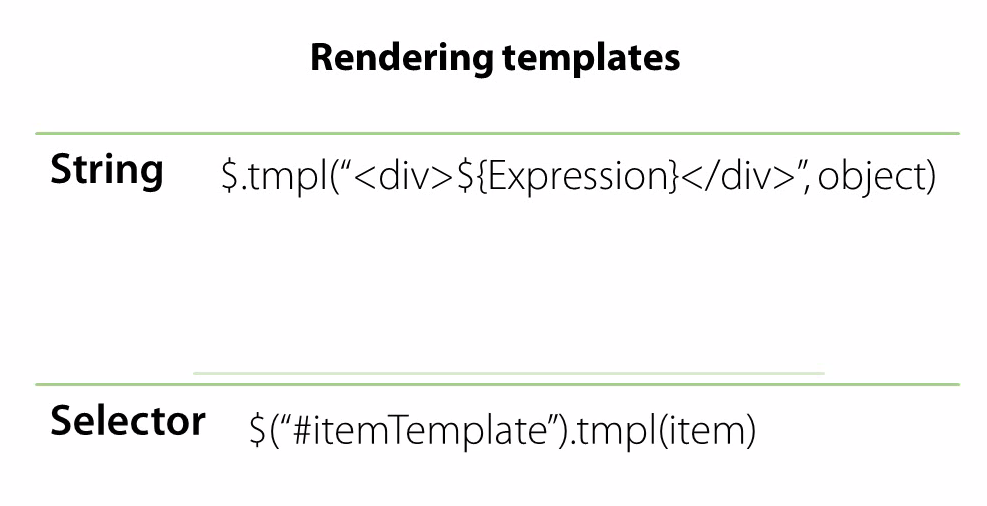 Rendering templates
String $.tmpl(“<div>${Expression}</div>”, object)
Selector $(“#itemTemplate”).tmpl(item)